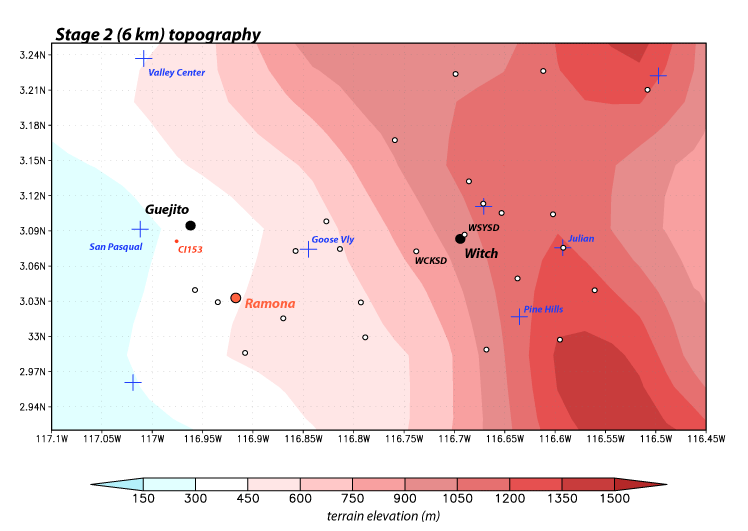 Stage 2 (6 km) topography
3.24N
3.21N
3.18N
3.15N
3.12N
3.09N
3.06N
3.03N
33N
2.97N
2.94N
Valley Center
Guejito
San Pasqual
CI153
Goose Vly
WSYSD
Julian
WCKSD
Witch
Ramona
Pine Hills
117.1W 117.05W 117W 116.95W 116.9W 116.85W 116.8W 116.75W 116.7W 116.65W 116.6W 116.55W 116.5W 116.45W
150 300 450 600 750 900 1050 1200 1350 1500
terrain elevation (m)